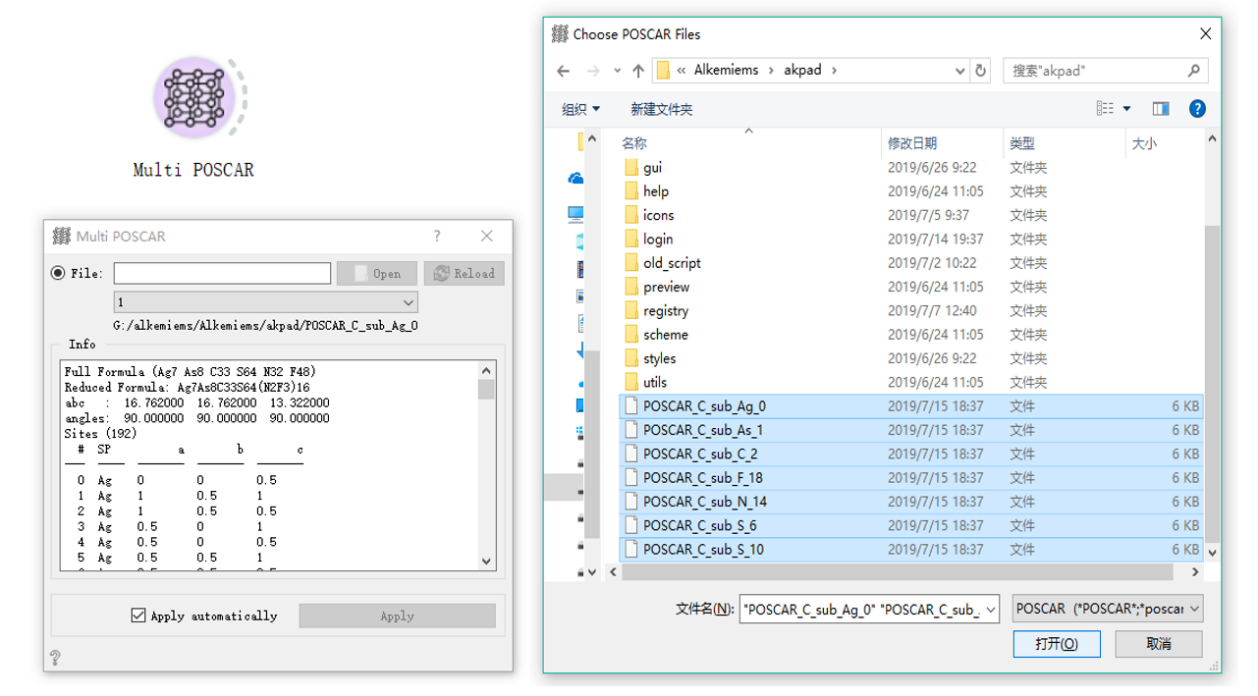 Multi POSCAR
Multi POSCAR ? ×
File: Open Reload
1
G:/alkemiems/Alkemiems/akpad/POSCAR_C_sub_Ag_0
Info
Full Formula (Ag7 As8 C33 S64 N32 F48)
Reduced Formula: Ag7As8C33S64(N2F3)16
abc : 16.762000 16.762000 13.322000
angles: 90.000000 90.000000 90.000000
Sites (192)
# SP a b c
0 Ag 0 0 0.5
1 Ag 1 0.5 1
2 Ag 1 0.5 0.5
3 Ag 0.5 0 1
4 Ag 0.5 0 0.5
5 Ag 0.5 0.5 1
Apply automatically Apply
?
Choose POSCAR Files
« Alkemiems › akpad ›
搜索"akpad"
组织 新建文件夹 ?
名称 修改日期 类型 大小
gui 2019/6/26 9:22 文件夹
help 2019/6/24 11:05 文件夹
icons 2019/7/5 9:37 文件夹
login 2019/7/14 19:37 文件夹
old_script 2019/7/2 10:22 文件夹
preview 2019/6/24 11:05 文件夹
registry 2019/7/7 12:40 文件夹
scheme 2019/6/24 11:05 文件夹
styles 2019/6/26 9:22 文件夹
utils 2019/6/24 11:05 文件夹
POSCAR_C_sub_Ag_0 2019/7/15 18:37 文件 6 KB
POSCAR_C_sub_As_1 2019/7/15 18:37 文件 6 KB
POSCAR_C_sub_C_2 2019/7/15 18:37 文件 6 KB
POSCAR_C_sub_F_18 2019/7/15 18:37 文件 6 KB
POSCAR_C_sub_N_14 2019/7/15 18:37 文件 6 KB
POSCAR_C_sub_S_6 2019/7/15 18:37 文件 6 KB
POSCAR_C_sub_S_10 2019/7/15 18:37 文件 6 KB
文件名(N): "POSCAR_C_sub_Ag_0" "POSCAR_C_sub_ POSCAR (*POSCAR*;*poscar
打开(O) 取消